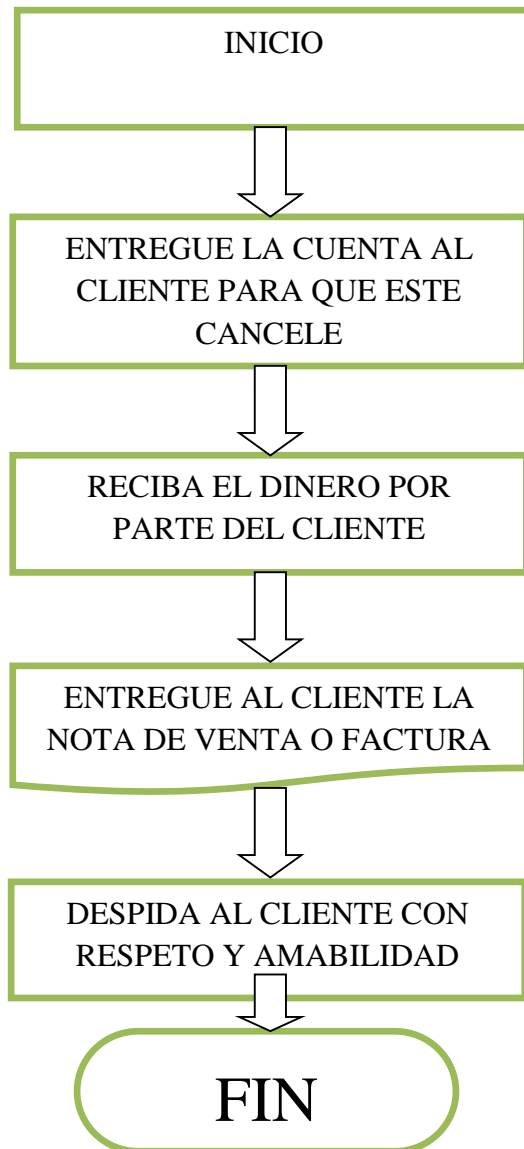 INICIO
ENTREGUE LA CUENTA AL
CLIENTE PARA QUE ESTE
CANCELE
RECIBA EL DINERO POR
PARTE DEL CLIENTE
ENTREGUE AL CLIENTE LA
NOTA DE VENTA O FACTURA
DESPIDA AL CLIENTE CON
RESPETO Y AMABILIDAD
FIN